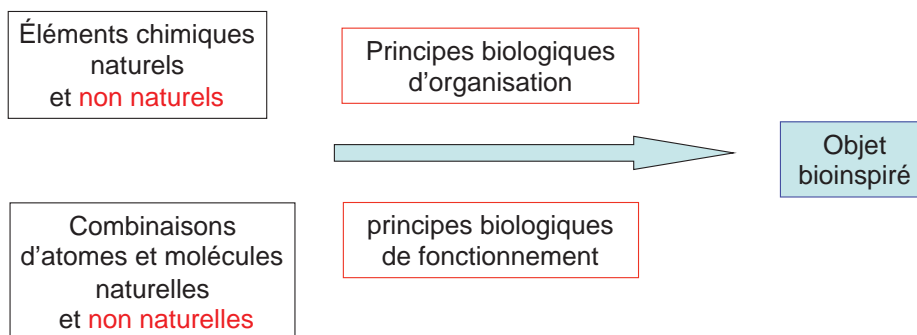 Éléments chimiques
naturels
et non naturels
Principes biologiques
d’organisation
Objet
bioinspiré
Combinaisons
d’atomes et molécules
naturelles
et non naturelles
principes biologiques
de fonctionnement